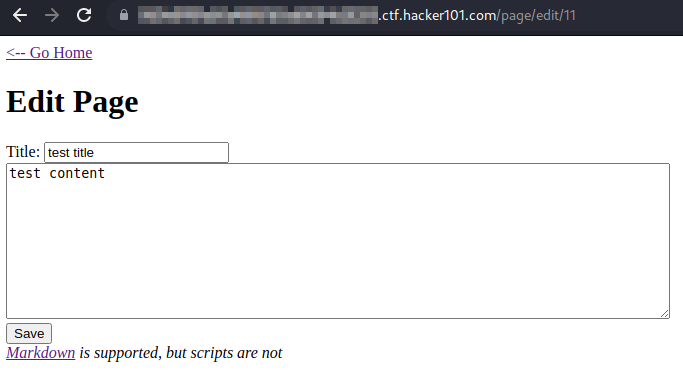 .ctf.hacker101.com/page/edit/11
<-- Go Home
Edit Page
Title: test title
test content
Save
Markdown is supported, but scripts are not